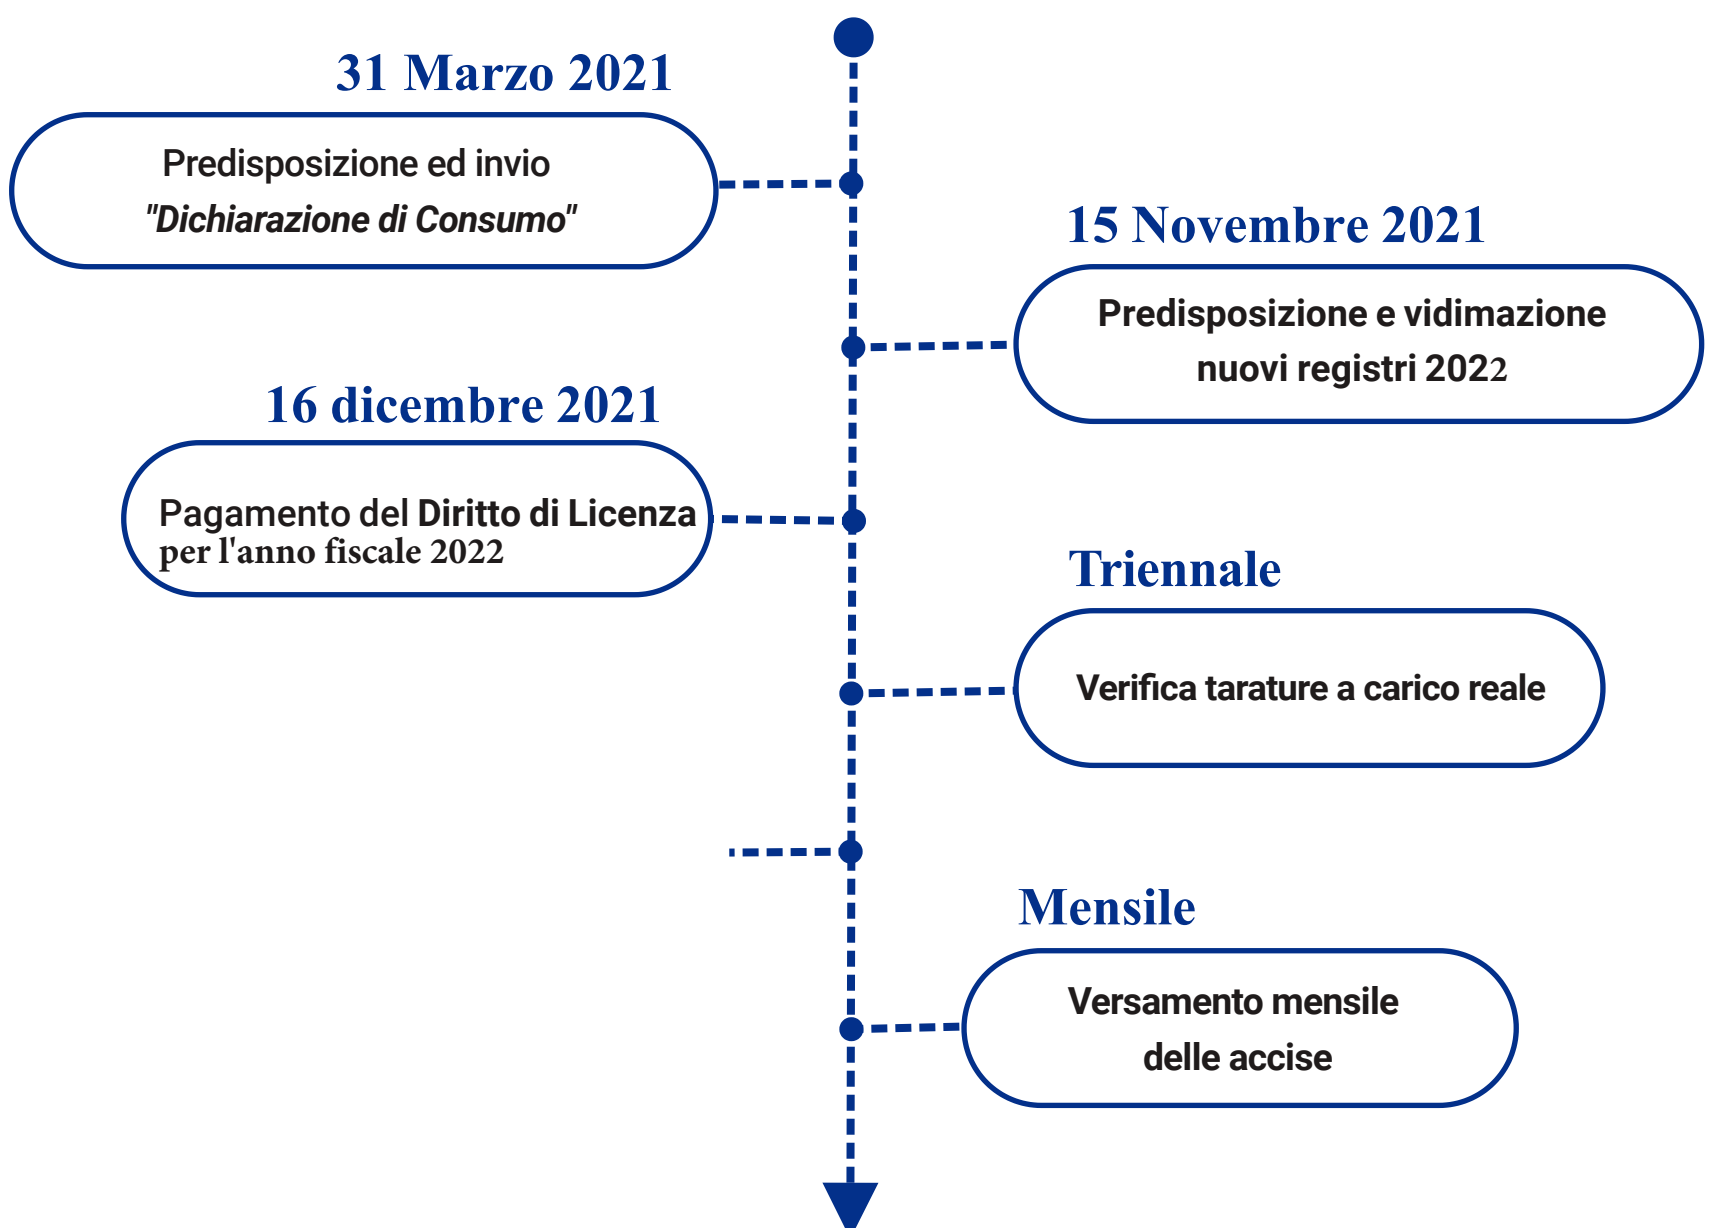 31 Marzo 2021
Predisposizione ed invio
"Dichiarazione di Consumo"
15 Novembre 2021
Predisposizione e vidimazione
nuovi registri 2022
16 dicembre 2021
Pagamento del Diritto di Licenza
per l'anno fiscale 2022
Triennale
Verifica tarature a carico reale
Mensile
Versamento mensile
delle accise